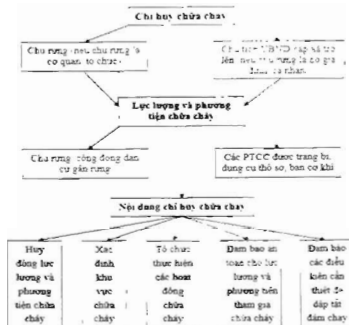 Chỉ huy chữa cháy
Chủ rừng nếu chủ rừng là
cơ quan, tổ chức
Chủ tịch UBND cấp xã trở
lên nếu chủ rừng là hộ gia
cá nhân
Lực lượng và phương
tiện chữa cháy
Chủ rừng, cộng đồng dân
cư gần rừng
Các PTCC được trang bị,
dụng cụ thô sơ, bán cơ khí
Nội dung chỉ huy chữa cháy
Huy
động lực
lượng và
phương
tiện chữa
cháy
Xác
định
khu
vực
chữa
cháy
Tổ chức
thực hiện
các hoạt
động
chữa
cháy
Đảm bảo an
toàn cho lực
lượng và
phương tiện
tham gia
chữa cháy
Đảm bảo
các điều
kiện cần
thiết để
dập tắt
đám cháy